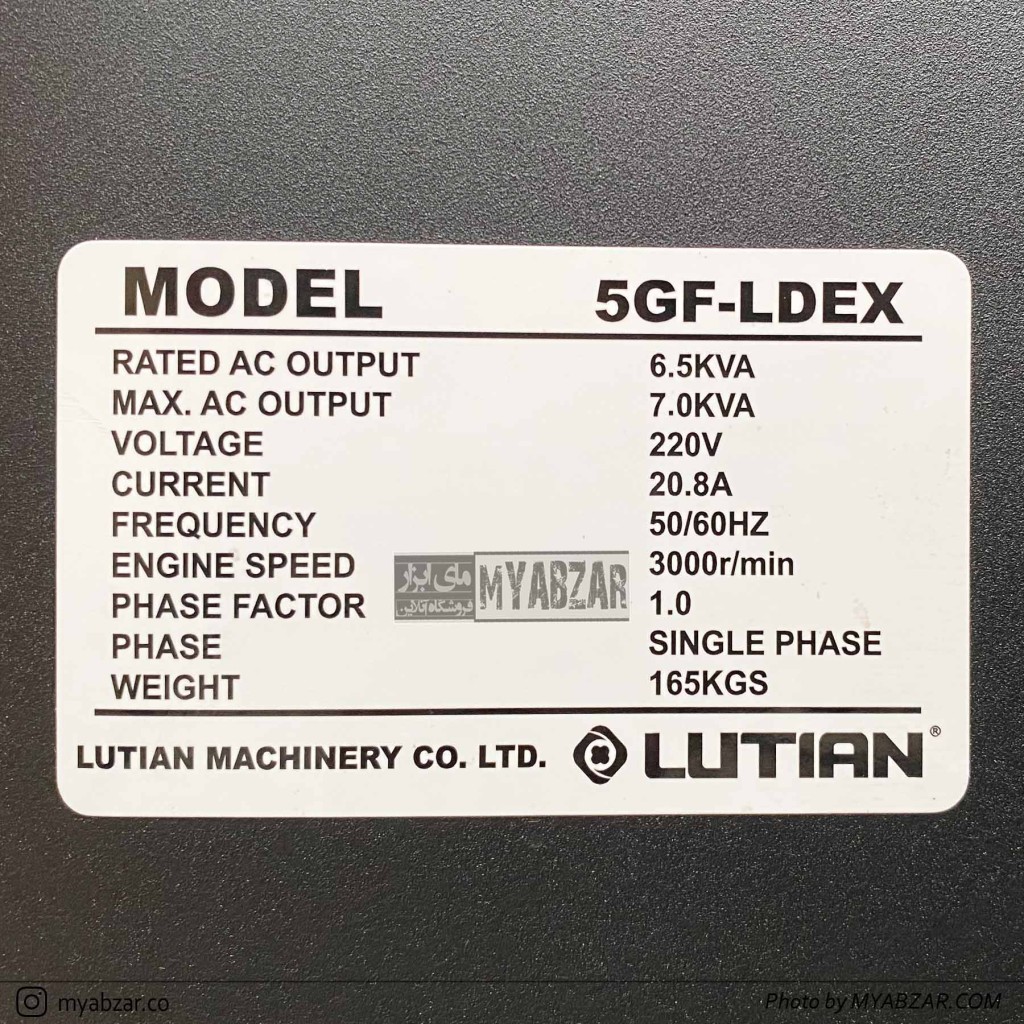 MODEL 5GF-LDEX
RATED AC OUTPUT 6.5KVA
MAX. AC OUTPUT 7.0KVA
VOLTAGE 220V
CURRENT 20.8A
FREQUENCY 50/60HZ
ENGINE SPEED 3000r/min
مای ابزار MYABZAR
فروشگاه آنلاین
PHASE FACTOR 1.0
PHASE SINGLE PHASE
WEIGHT 165KGS
LUTIAN MACHINERY CO. LTD. LUTIAN®
myabzar.co Photo by MYABZAR.COM